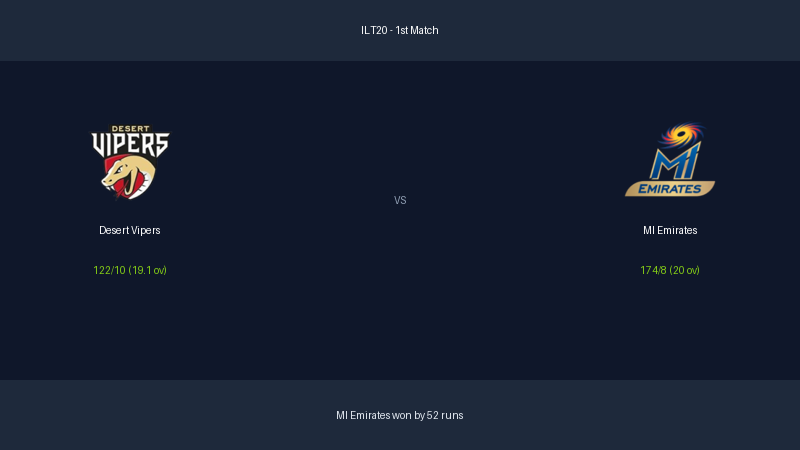 ILT20 - 1st Match
DESERT
VIPERS
MI
EMIRATES
VS
Desert Vipers
MI Emirates
122/10 (19.1 ov)
174/8 (20 ov)
MI Emirates won by 52 runs